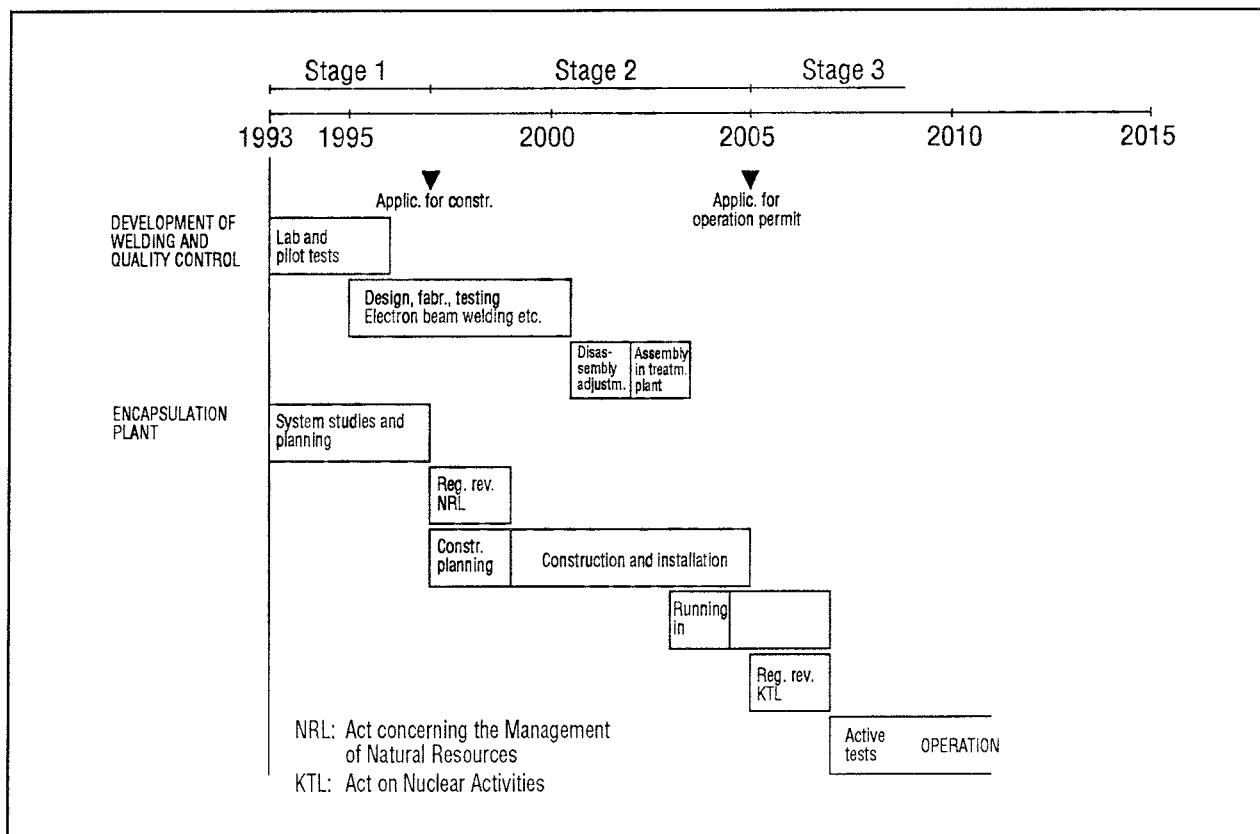 Stage 1 Stage 2 Stage 3
1993 1995 2000 2005 2010 2015
Applic. for constr.
Applic. for
operation permit
DEVELOPMENT OF
WELDING AND
QUALITY CONTROL
Lab and
pilot tests
Design, fabr., testing
Electron beam welding etc.
Disas-
sembly
adjustm.
Assembly
in treatm.
plant
ENCAPSULATION
PLANT
System studies and
planning
Reg. rev.
NRL
Constr.
planning
Construction and installation
Running
in
Reg. rev.
KTL
Active
tests
OPERATION
NRL: Act concerning the Management
of Natural Resources
KTL: Act on Nuclear Activities